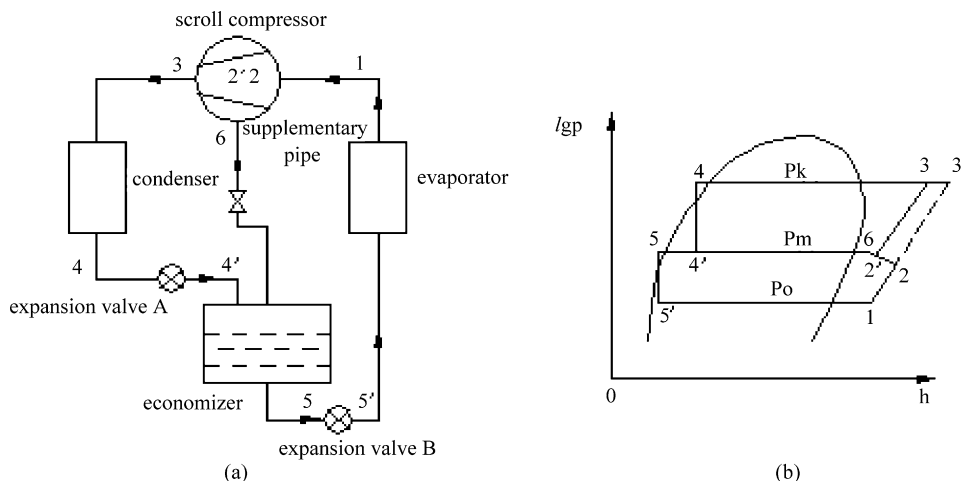 scroll compressor
3
2′ 2
1
6
supplementary
pipe
condenser
evaporator
4
4′
expansion valve A
economizer
5
5′
expansion valve B
(a)
lgp
4
Pk
3
3
5
Pm
6
4′
2′
2
Po
5′
1
0
h
(b)